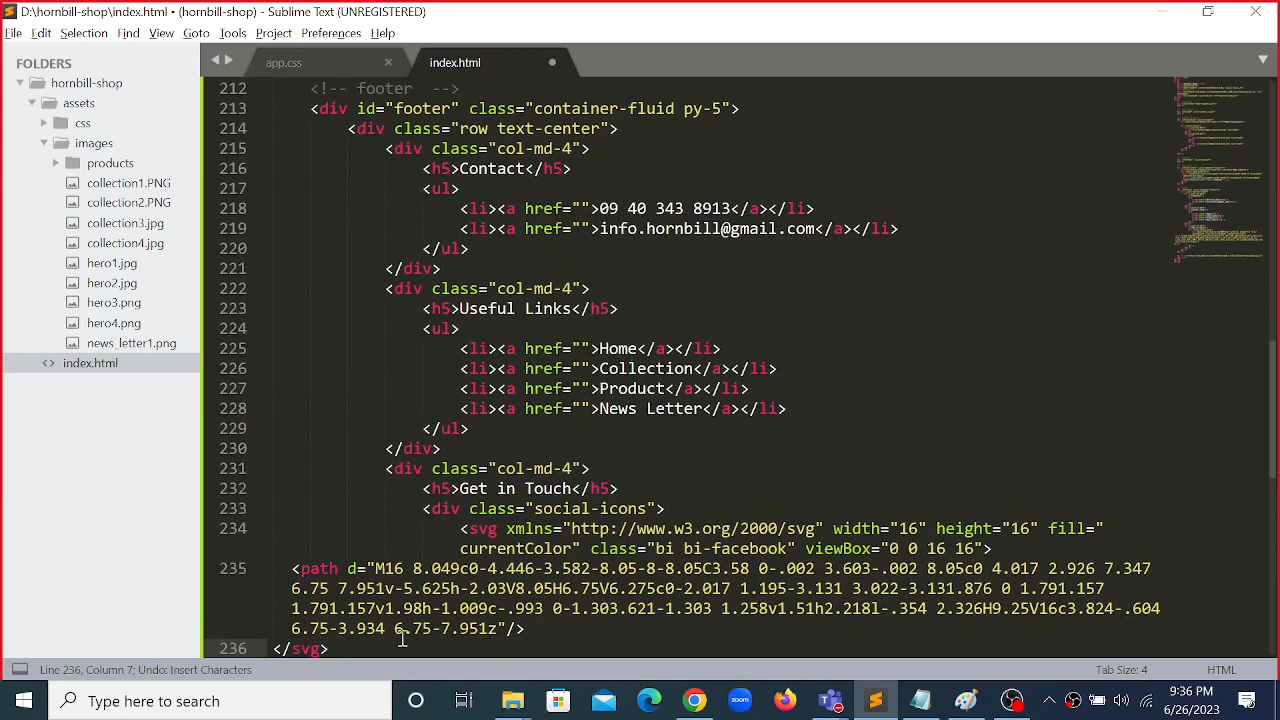 D:\hornbill-shop\index.html • (hornbill-shop) - Sublime Text (UNREGISTERED)
File Edit Selection Find View Goto Tools Project Preferences Help
FOLDERS
hornbill-shop
assets
css
images
products
collection1.PNG
collection2.PNG
collection3.jpg
collection4.jpg
hero1.jpg
hero2.jpg
hero3.png
hero4.png
news_letter1.png
index.html
app.css
index.html
212 <!-- footer -->
213 <div id="footer" class="container-fluid py-5">
214 <div class="row text-center">
215 <div class="col-md-4">
216 <h5>Contact</h5>
217 <ul>
218 <li><a href="">09 40 343 8913</a></li>
219 <li><a href="">info.hornbill@gmail.com</a></li>
220 </ul>
221 </div>
222 <div class="col-md-4">
223 <h5>Useful Links</h5>
224 <ul>
225 <li><a href="">Home</a></li>
226 <li><a href="">Collection</a></li>
227 <li><a href="">Product</a></li>
228 <li><a href="">News Letter</a></li>
229 </ul>
230 </div>
231 <div class="col-md-4">
232 <h5>Get in Touch</h5>
233 <div class="social-icons">
234 <svg xmlns="http://www.w3.org/2000/svg" width="16" height="16" fill="
currentColor" class="bi bi-facebook" viewBox="0 0 16 16">
235 <path d="M16 8.049c0-4.446-3.582-8.05-8-8.05C3.58 0-.002 3.603-.002 8.05c0 4.017 2.926 7.347
6.75 7.951v-5.625h-2.03V8.05H6.75V6.275c0-2.017 1.195-3.131 3.022-3.131.876 0 1.791.157
1.791.157v1.98h-1.009c-.993 0-1.303.621-1.303 1.258v1.51h2.218l-.354 2.326H9.25V16c3.824-.604
6.75-3.934 6.75-7.951z"/>
236 </svg>
Line 236, Column 7; Undo: Insert Characters
Tab Size: 4
HTML
Type here to search
9:36 PM
6/26/2023